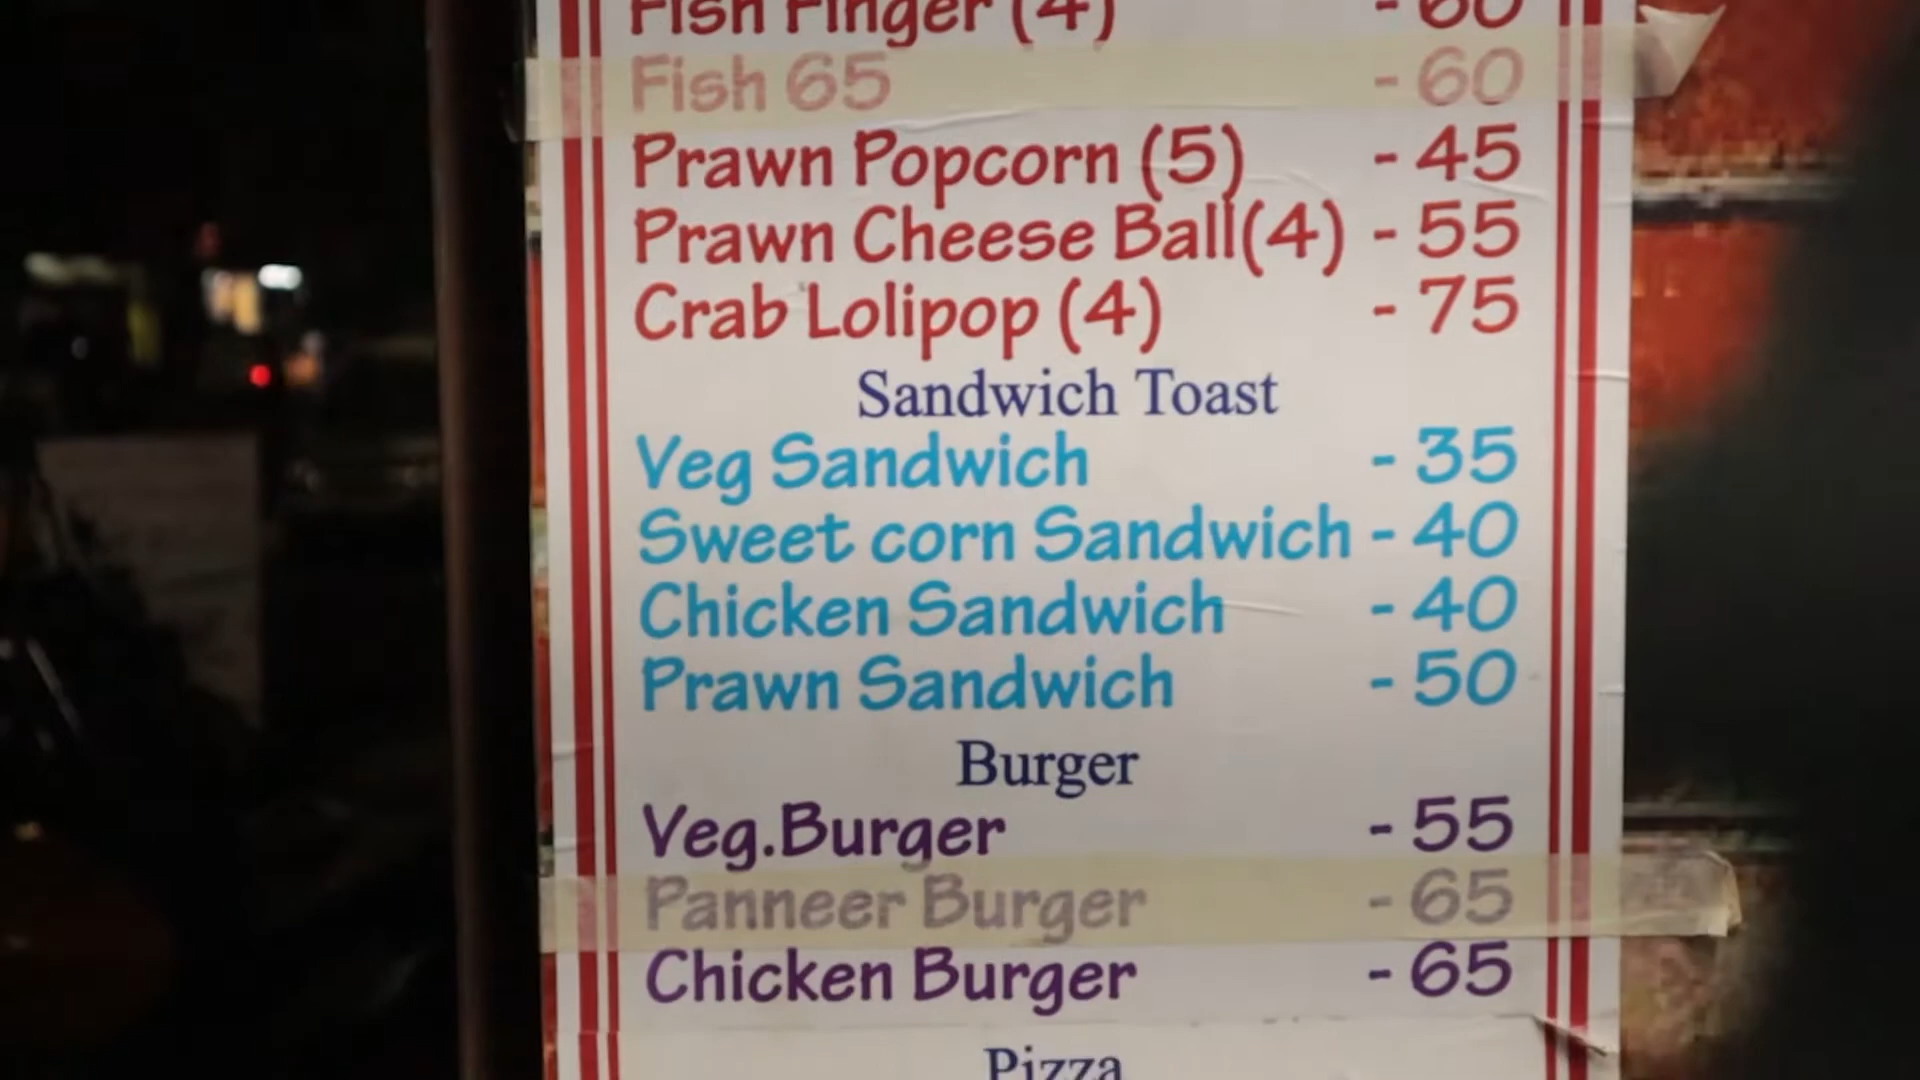 Fish Finger (4) - 60
Fish 65 - 60
Prawn Popcorn (5) - 45
Prawn Cheese Ball(4) - 55
Crab Lolipop (4) - 75
Sandwich Toast
Veg Sandwich - 35
Sweet corn Sandwich - 40
Chicken Sandwich - 40
Prawn Sandwich - 50
Burger
Veg.Burger - 55
Panneer Burger - 65
Chicken Burger - 65
Pizza